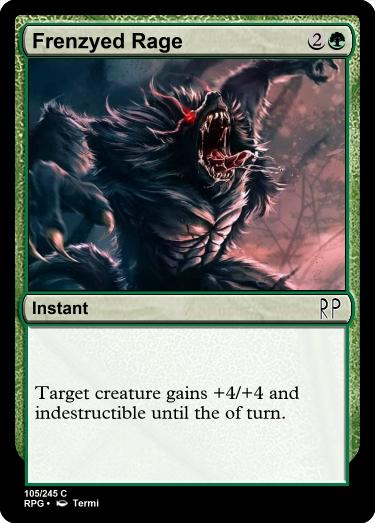 Frenzyed Rage 2
Instant RP
Target creature gains +4/+4 and
indestructible until the of turn.
105/245 C
RPG • Termi